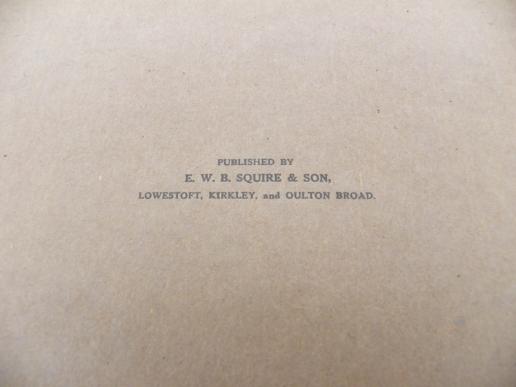 PUBLISHED BY
E. W. B. SQUIRE & SON,
LOWESTOFT, KIRKLEY, and OULTON BROAD.